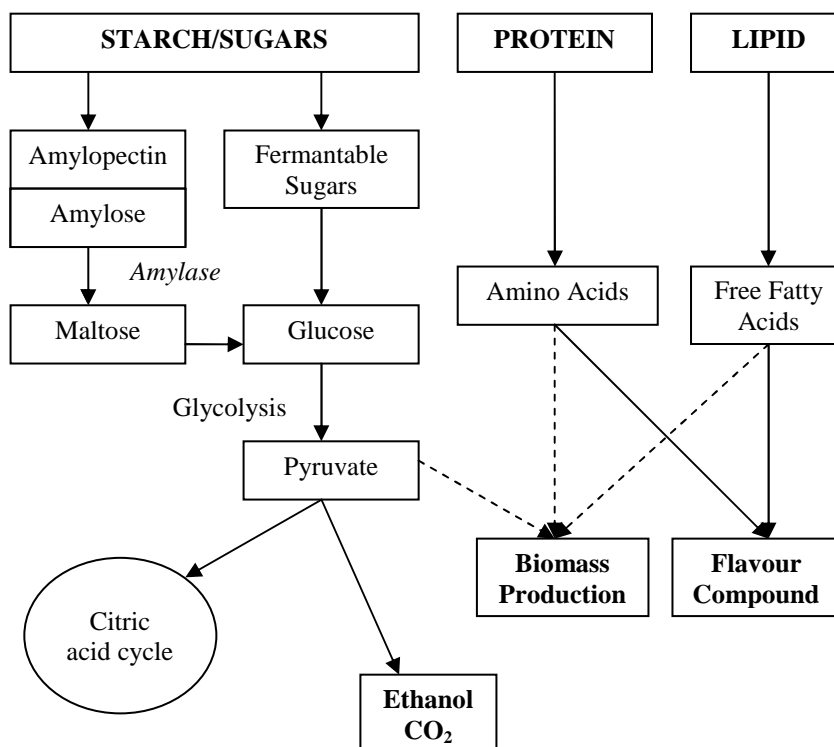 STARCH/SUGARS
PROTEIN
LIPID
Amylopectin
Fermantable
Sugars
Amylose
Amylase
Amino Acids
Free Fatty
Acids
Maltose
Glucose
Glycolysis
Pyruvate
Biomass
Production
Flavour
Compound
Citric
acid cycle
Ethanol
CO₂